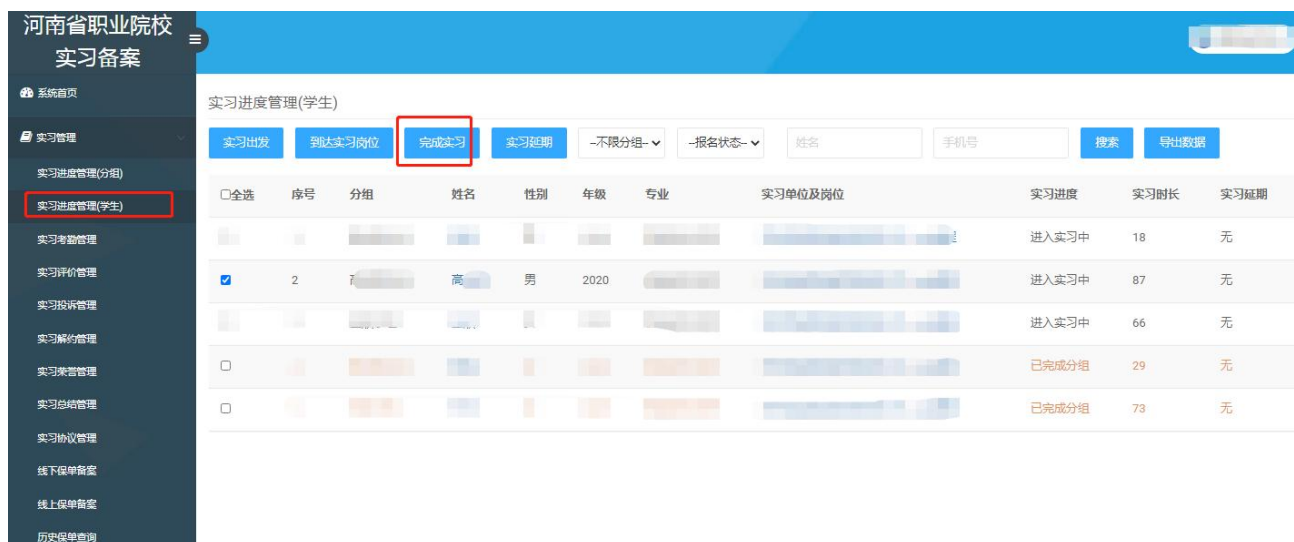 河南省职业院校
实习备案
系统首页
实习管理
实习进度管理(分组)
实习进度管理(学生)
实习考勤管理
实习评价管理
实习投诉管理
实习解约管理
实习荣誉管理
实习总结管理
实习协议管理
线下保单备案
线上保单备案
历史保单查询
实习进度管理(学生)
实习出发 到达实习岗位 完成实习 实习延期 --不限分组-- --报名状态-- 姓名 手机号 搜索 导出数据
全选 序号 分组 姓名 性别 年级 专业 实习单位及岗位 实习进度 实习时长 实习延期
进入实习中 18 无
2 高 男 2020 进入实习中 87 无
进入实习中 66 无
已完成分组 29 无
已完成分组 73 无